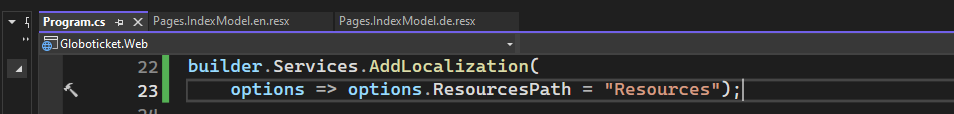 Program.cs Pages.IndexModel.en.resx Pages.IndexModel.de.resx
Globoticket.Web
22 builder.Services.AddLocalization(
23 options => options.ResourcesPath = "Resources");